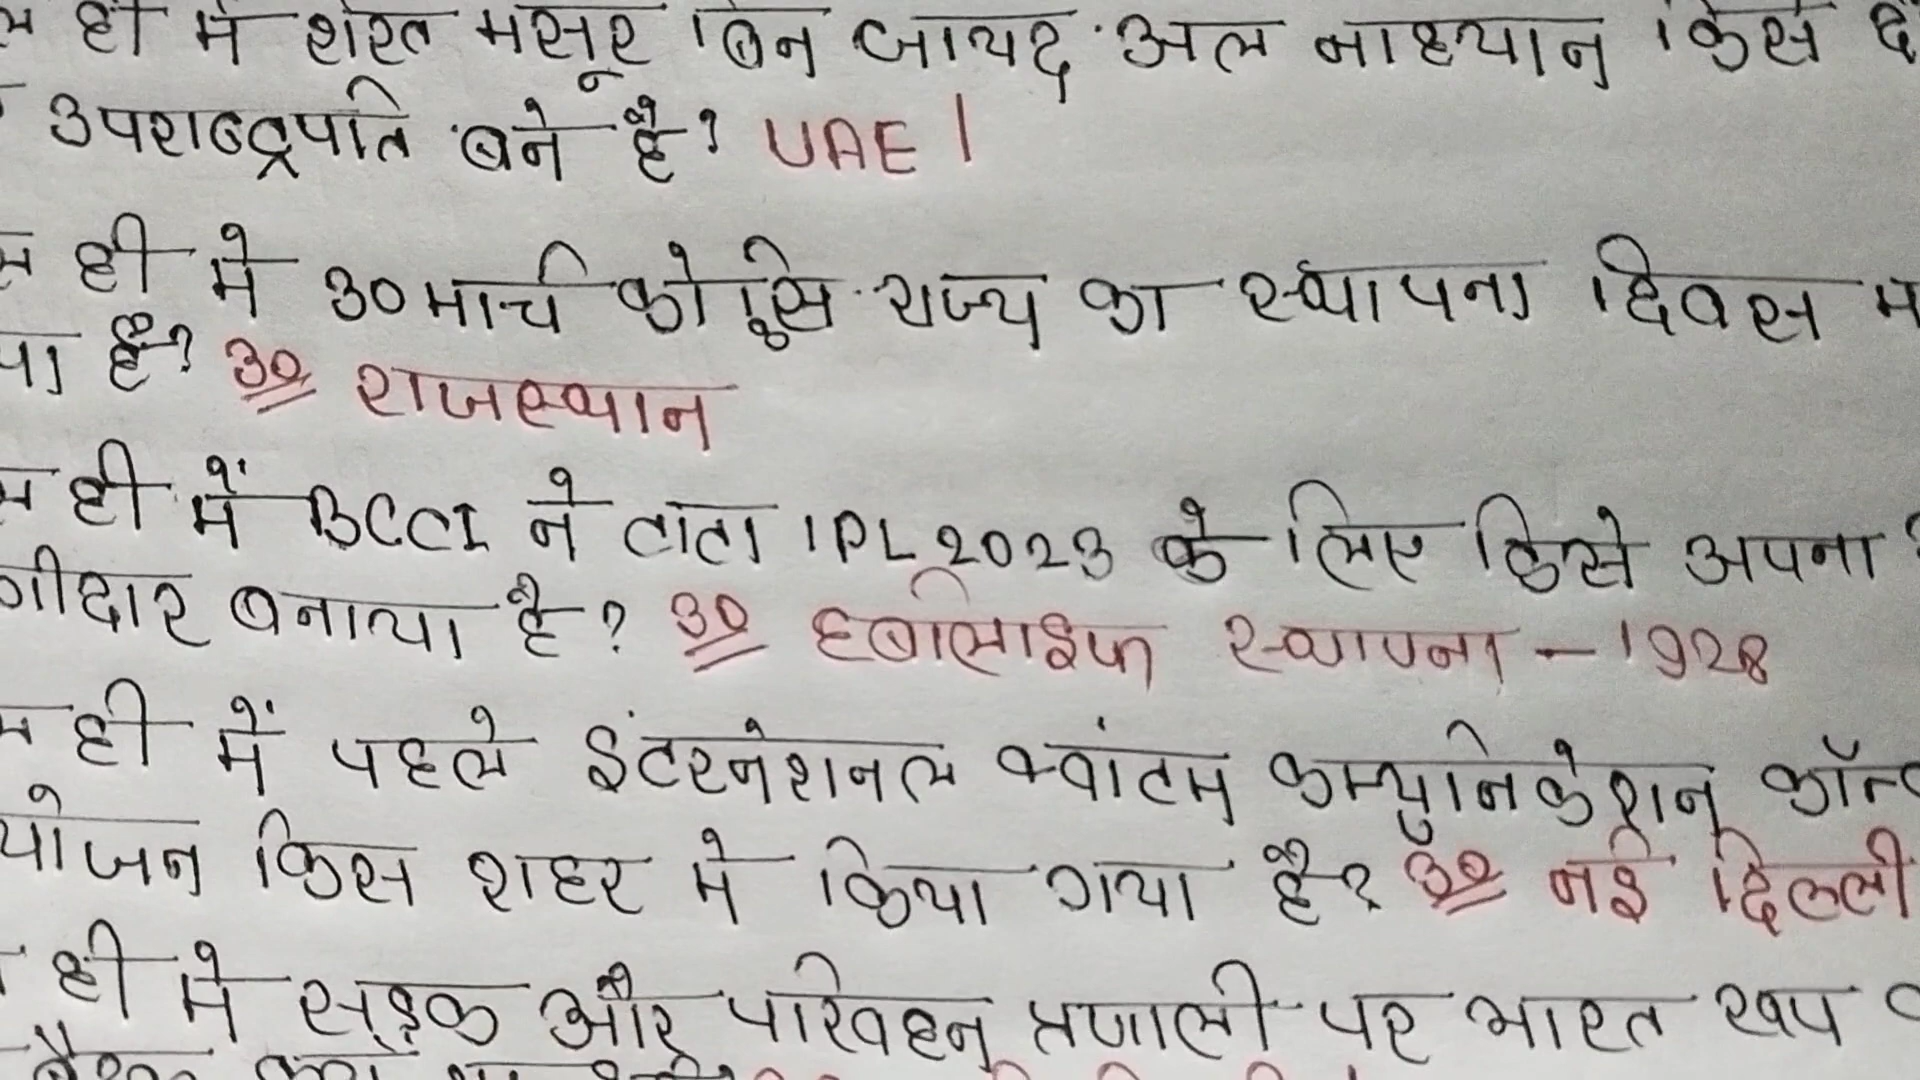 ही में शेख मंसूर बिन जायद अल नाहयान किस
उपराष्ट्रपति बने है? UAE।
ही मे 30 मार्च को किस राज्य का स्थापना दिवस
है? उ० राजस्थान
ही में BCCI ने टाटा IPL 2023 के लिए किसे अपना
गीदार बनाया है? उ० हर्बालाइफ स्थापना - 1928
ही में पहले इंटरनेशनल क्वांटम कम्युनिकेशन
योजन किस शहर मे किया गया है? उ० नई दिल्ली
ही मे सड़क और परिवहन प्रणाली पर भारत